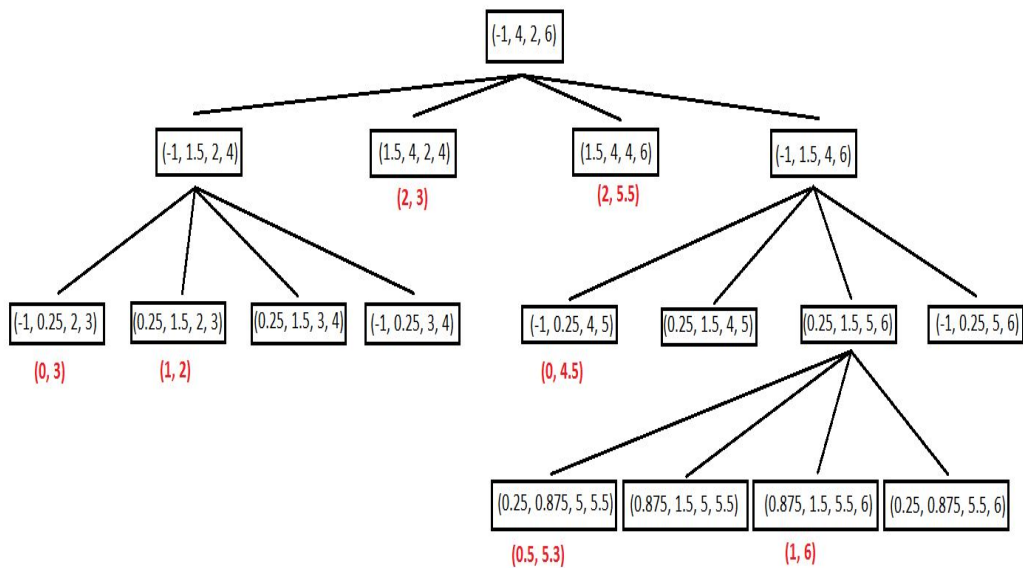 (-1, 4, 2, 6)
(-1, 1.5, 2, 4)
(1.5, 4, 2, 4)
(1.5, 4, 4, 6)
(-1, 1.5, 4, 6)
(2, 3)
(2, 5.5)
(-1, 0.25, 2, 3)
(0.25, 1.5, 2, 3)
(0.25, 1.5, 3, 4)
(-1, 0.25, 3, 4)
(-1, 0.25, 4, 5)
(0.25, 1.5, 4, 5)
(0.25, 1.5, 5, 6)
(-1, 0.25, 5, 6)
(0, 3)
(1, 2)
(0, 4.5)
(0.25, 0.875, 5, 5.5)
(0.875, 1.5, 5, 5.5)
(0.875, 1.5, 5.5, 6)
(0.25, 0.875, 5.5, 6)
(0.5, 5.3)
(1, 6)